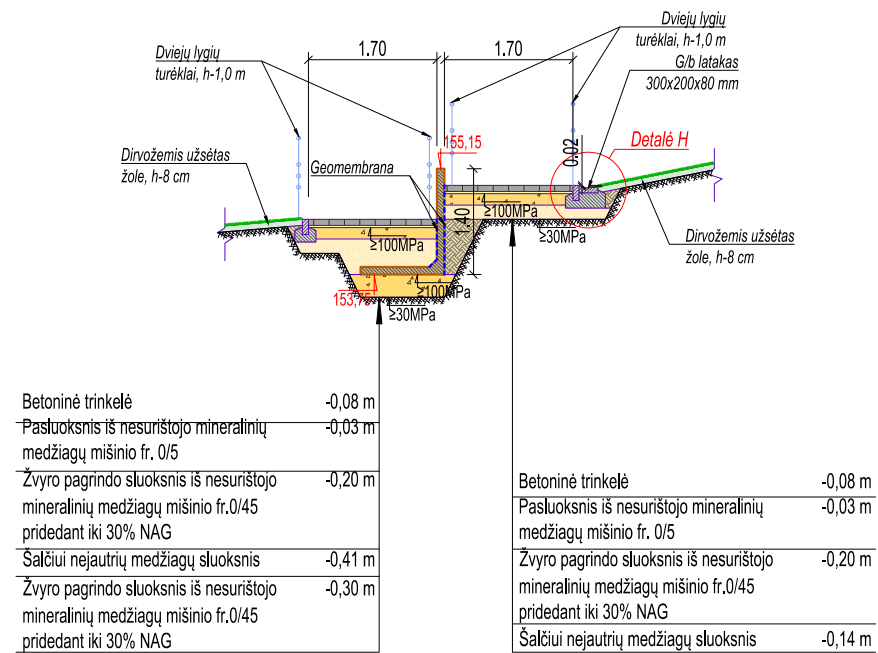 Dviejų lygių
turėklai, h-1,0 m
1.70
1.70
Dviejų lygių
turėklai, h-1,0 m
G/b latakas
300x200x80 mm
Dirvožemis užsėtas
žole, h-8 cm
Geomembrana
155,15
0.02
Detalė H
≥100MPa
1.40
≥100MPa
≥30MPa
Dirvožemis užsėtas
žole, h-8 cm
153,75
≥100MPa
≥30MPa
Betoninė trinkelė -0,08 m
Pasluoksnis iš nesurištojo mineralinių -0,03 m
medžiagų mišinio fr. 0/5
Žvyro pagrindo sluoksnis iš nesurištojo -0,20 m
mineralinių medžiagų mišinio fr.0/45
pridedant iki 30% NAG
Šalčiui nejautrių medžiagų sluoksnis -0,41 m
Žvyro pagrindo sluoksnis iš nesurištojo -0,30 m
mineralinių medžiagų mišinio fr.0/45
pridedant iki 30% NAG
Betoninė trinkelė -0,08 m
Pasluoksnis iš nesurištojo mineralinių -0,03 m
medžiagų mišinio fr. 0/5
Žvyro pagrindo sluoksnis iš nesurištojo -0,20 m
mineralinių medžiagų mišinio fr.0/45
pridedant iki 30% NAG
Šalčiui nejautrių medžiagų sluoksnis -0,14 m